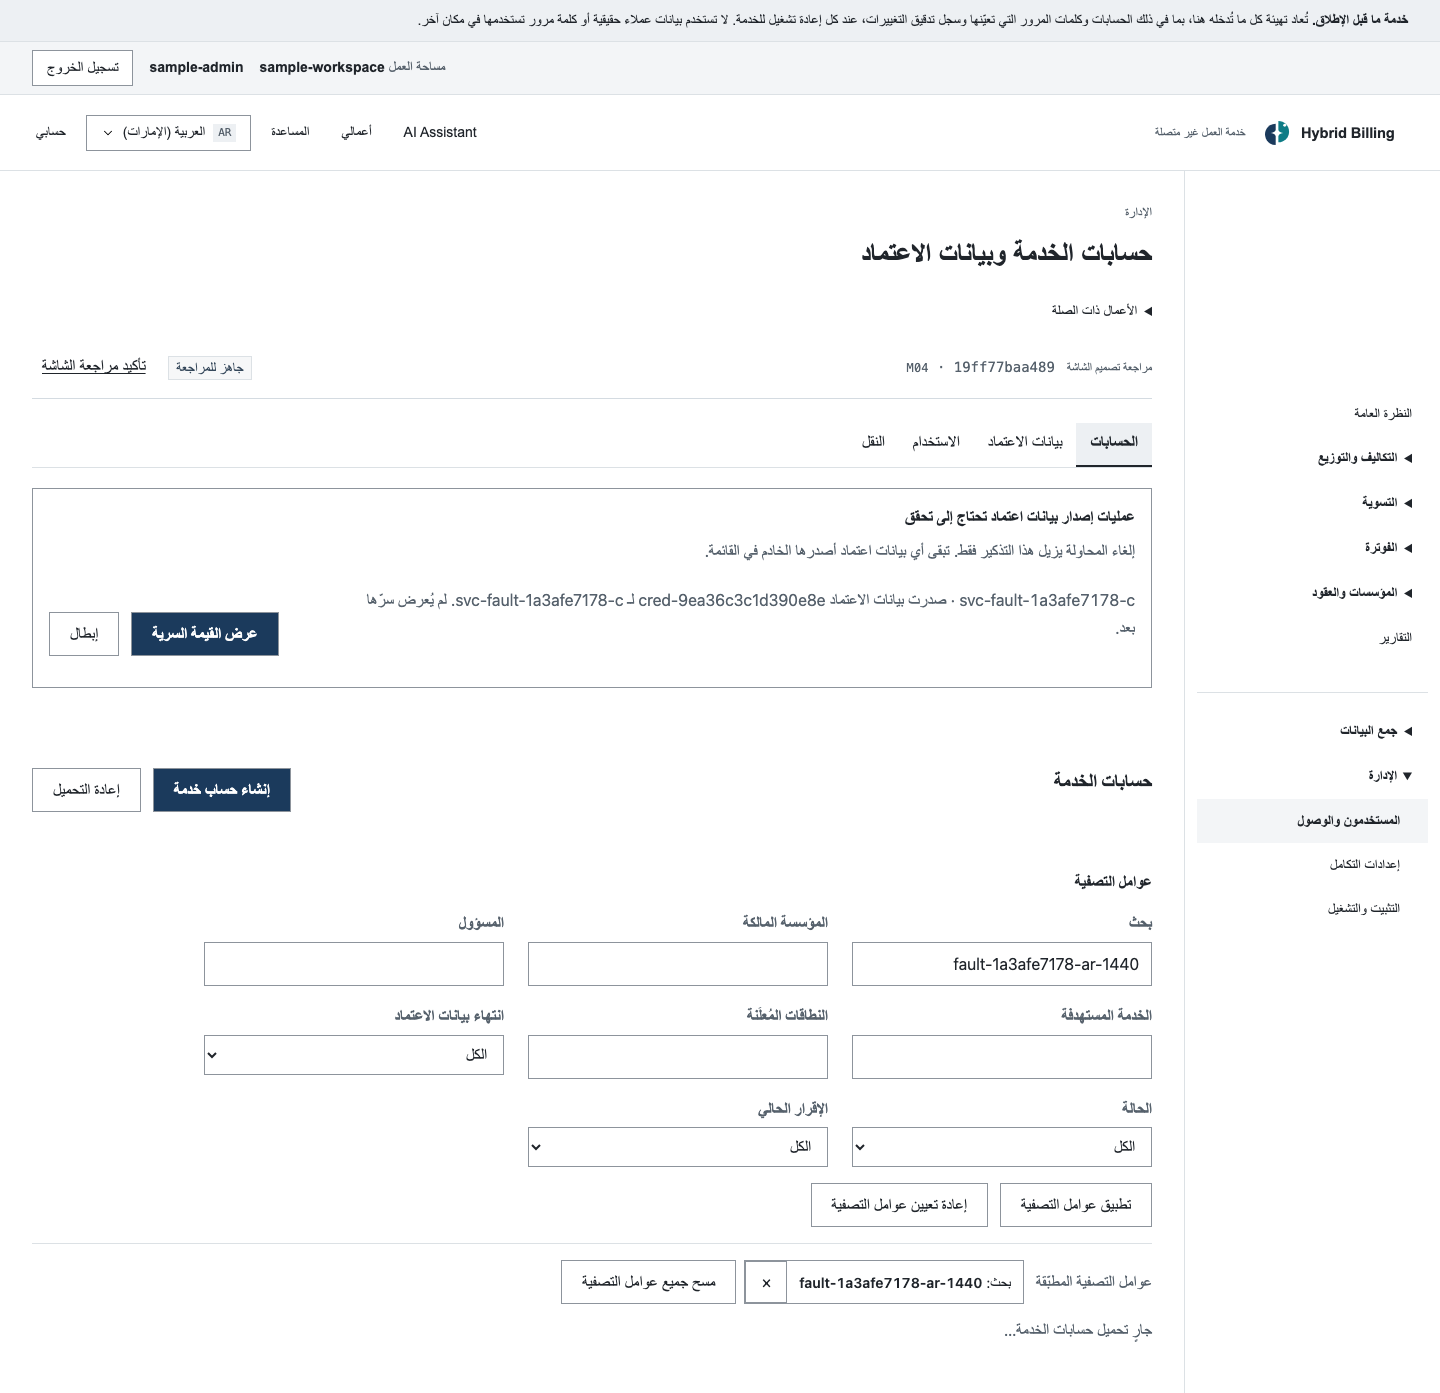 خدمة ما قبل الإطلاق. تُعاد تهيئة كل ما تُدخله هنا، بما في ذلك الحسابات وكلمات المرور التي تعيّنها وسجل تدقيق التغييرات، عند كل إعادة تشغيل للخدمة. لا تستخدم بيانات عملاء حقيقية أو كلمة مرور تستخدمها في مكان آخر.
مساحة العمل sample-workspace sample-admin تسجيل الخروج
Hybrid Billing خدمة العمل غير متصلة AI Assistant أعمالي المساعدة AR العربية (الإمارات) حسابي
الإدارة
حسابات الخدمة وبيانات الاعتماد
الأعمال ذات الصلة
مراجعة تصميم الشاشة M04 · 19ff77baa489 جاهز للمراجعة تأكيد مراجعة الشاشة
الحسابات بيانات الاعتماد الاستخدام النقل
عمليات إصدار بيانات اعتماد تحتاج إلى تحقق
إلغاء المحاولة يزيل هذا التذكير فقط. تبقى أي بيانات اعتماد أصدرها الخادم في القائمة.
svc-fault-1a3afe7178-c · صدرت بيانات الاعتماد cred-9ea36c3c1d390e8e لـ svc-fault-1a3afe7178-c. لم يُعرض سرّها
بعد.
عرض القيمة السرية إبطال
حسابات الخدمة
إنشاء حساب خدمة إعادة التحميل
عوامل التصفية
بحث المؤسسة المالكة المسؤول
fault-1a3afe7178-ar-1440
الخدمة المستهدفة النطاقات المُعلَنة انتهاء بيانات الاعتماد
الكل
الحالة الإقرار الحالي
الكل الكل
تطبيق عوامل التصفية إعادة تعيين عوامل التصفية
عوامل التصفية المطبّقة بحث: fault-1a3afe7178-ar-1440 × مسح جميع عوامل التصفية
جارٍ تحميل حسابات الخدمة...
النظرة العامة
التكاليف والتوزيع
التسوية
الفوترة
المؤسسات والعقود
التقارير
جمع البيانات
الإدارة
المستخدمون والوصول
إعدادات التكامل
التثبيت والتشغيل